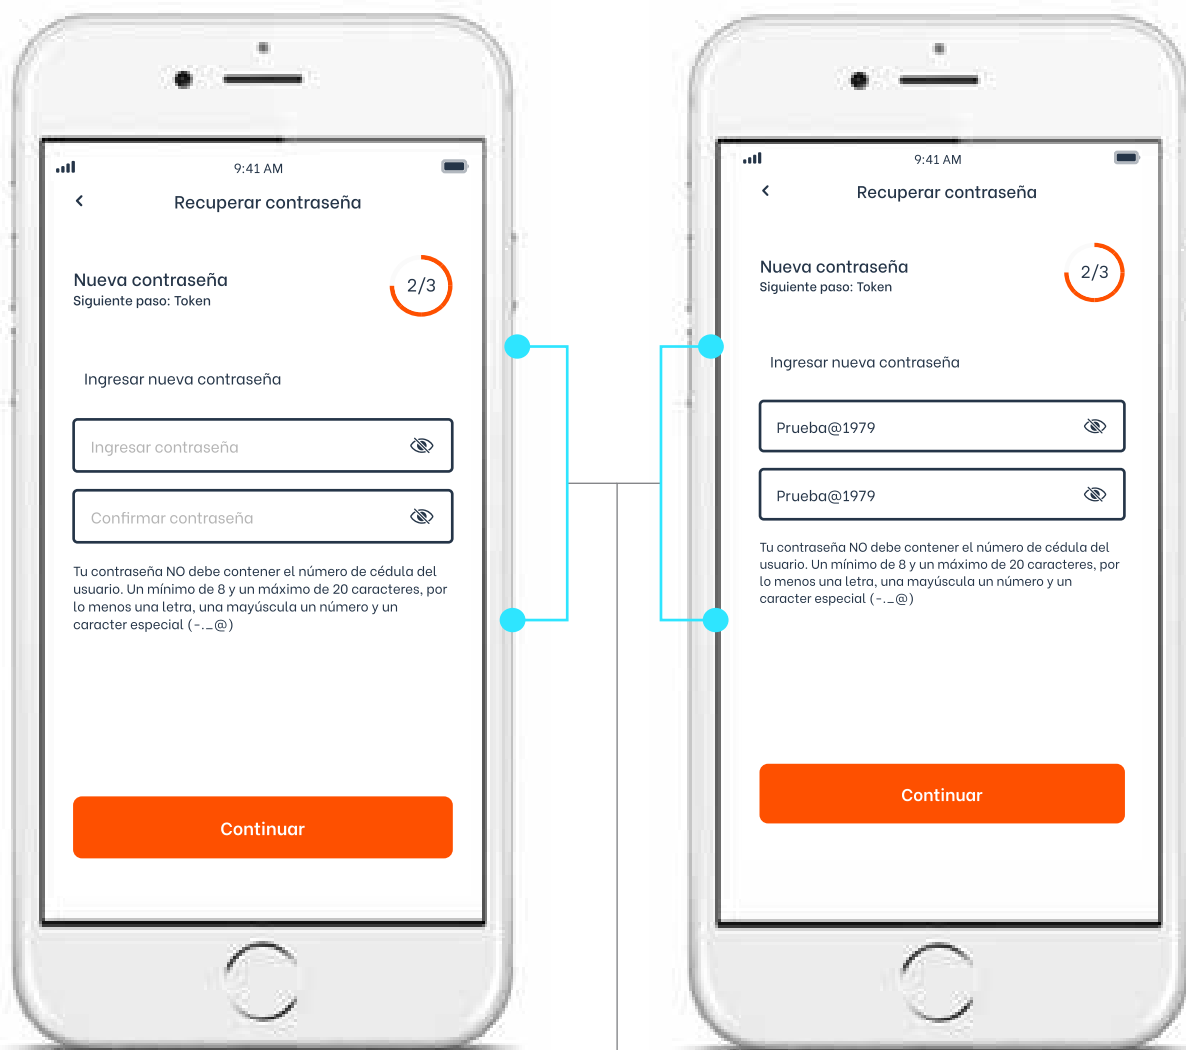 9:41 AM
Recuperar contraseña
Nueva contraseña
Siguiente paso: Token
2/3
Ingresar nueva contraseña
Ingresar contraseña
Confirmar contraseña
Tu contraseña NO debe contener el número de cédula del
usuario. Un mínimo de 8 y un máximo de 20 caracteres, por
lo menos una letra, una mayúscula un número y un
caracter especial (-._@)
Continuar
9:41 AM
Recuperar contraseña
Nueva contraseña
Siguiente paso: Token
2/3
Ingresar nueva contraseña
Prueba@1979
Prueba@1979
Tu contraseña NO debe contener el número de cédula del
usuario. Un mínimo de 8 y un máximo de 20 caracteres, por
lo menos una letra, una mayúscula un número y un
caracter especial (-._@)
Continuar